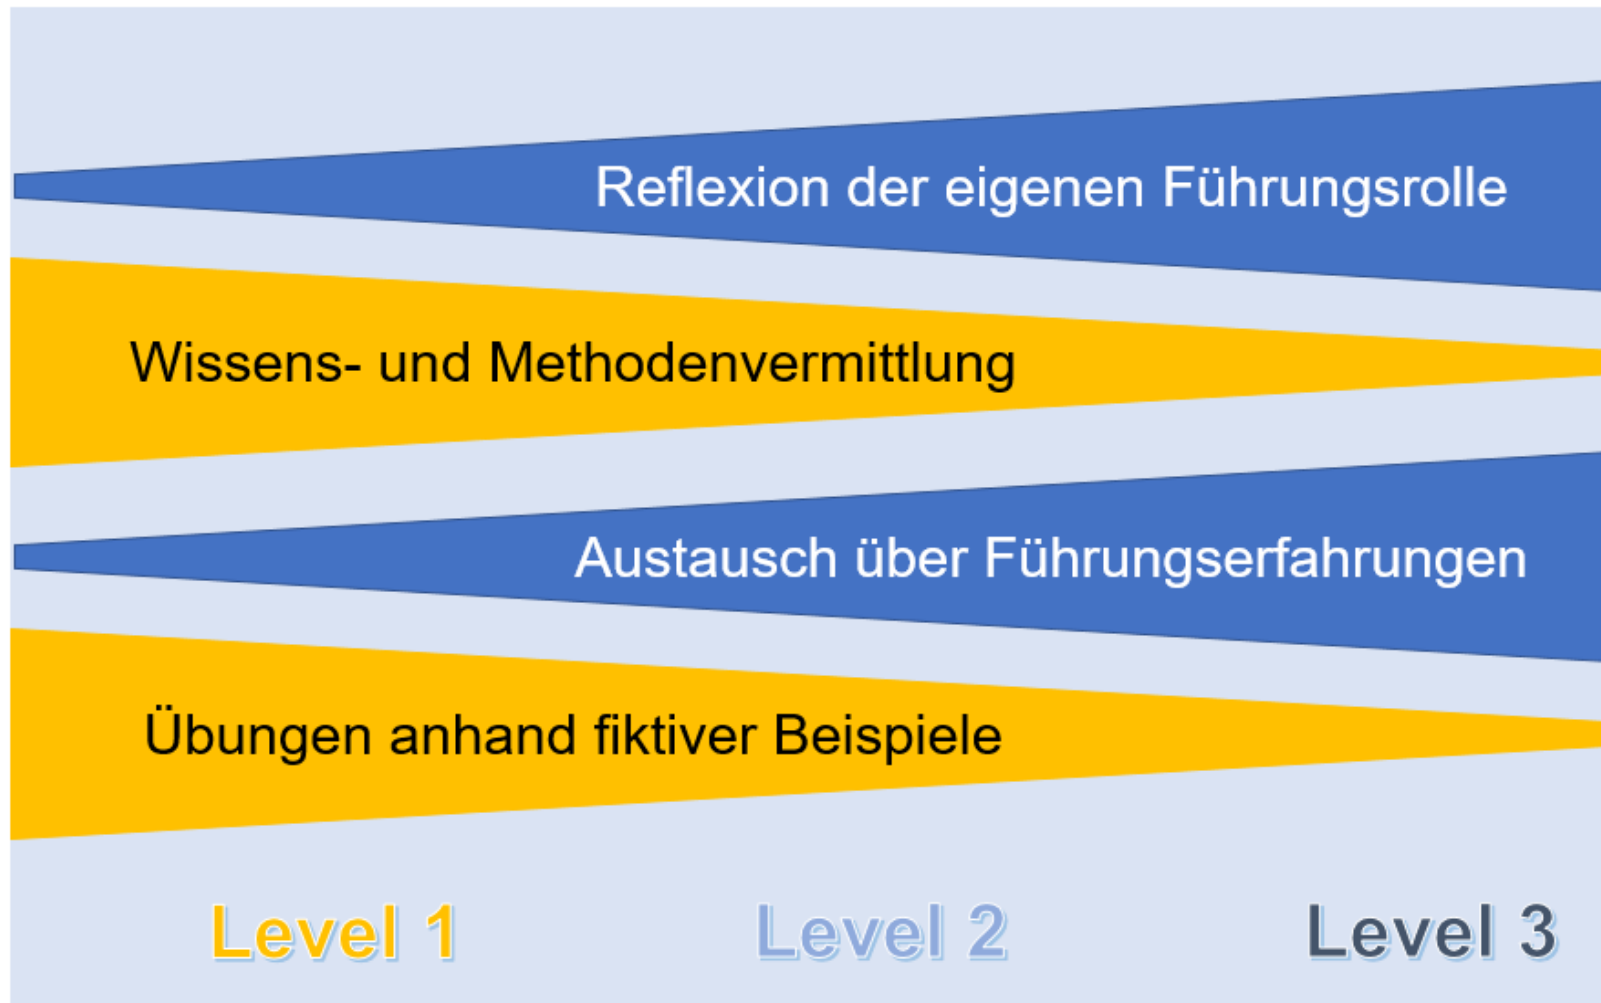 Reflexion der eigenen Führungsrolle
Wissens- und Methodenvermittlung
Austausch über Führungserfahrungen
Übungen anhand fiktiver Beispiele
Level 1
Level 2
Level 3